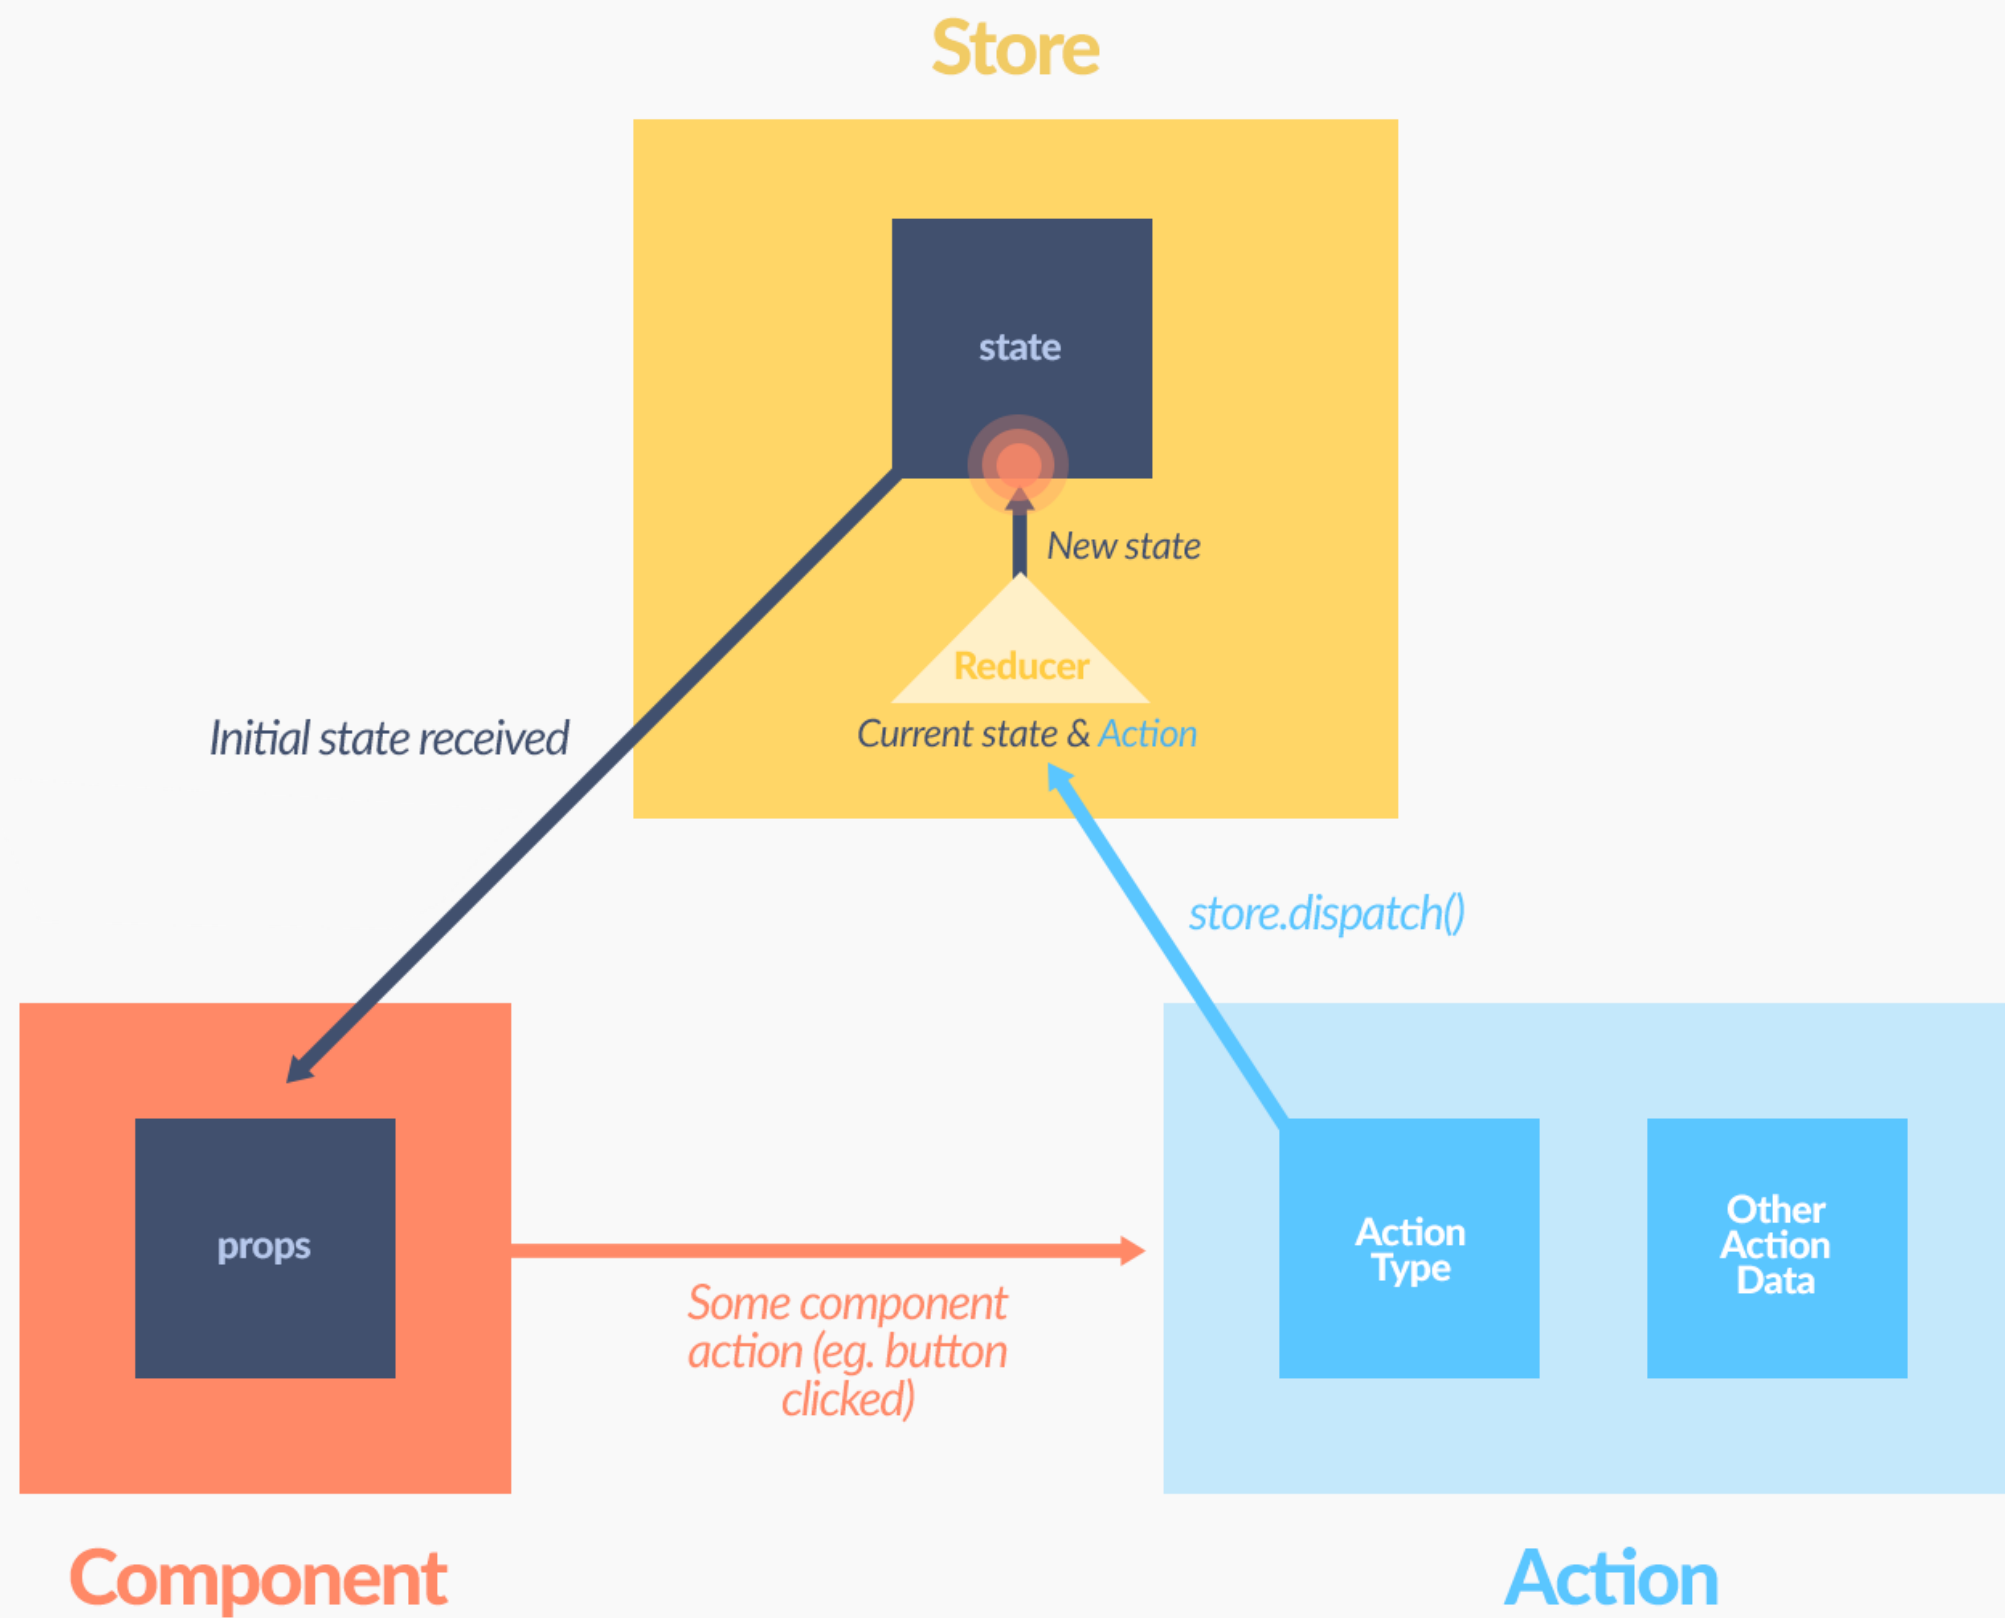 Store
state
New state
Reducer
Current state & Action
Initial state received
store.dispatch()
props
Some component
action (eg. button
clicked)
Action
Type
Other
Action
Data
Component
Action